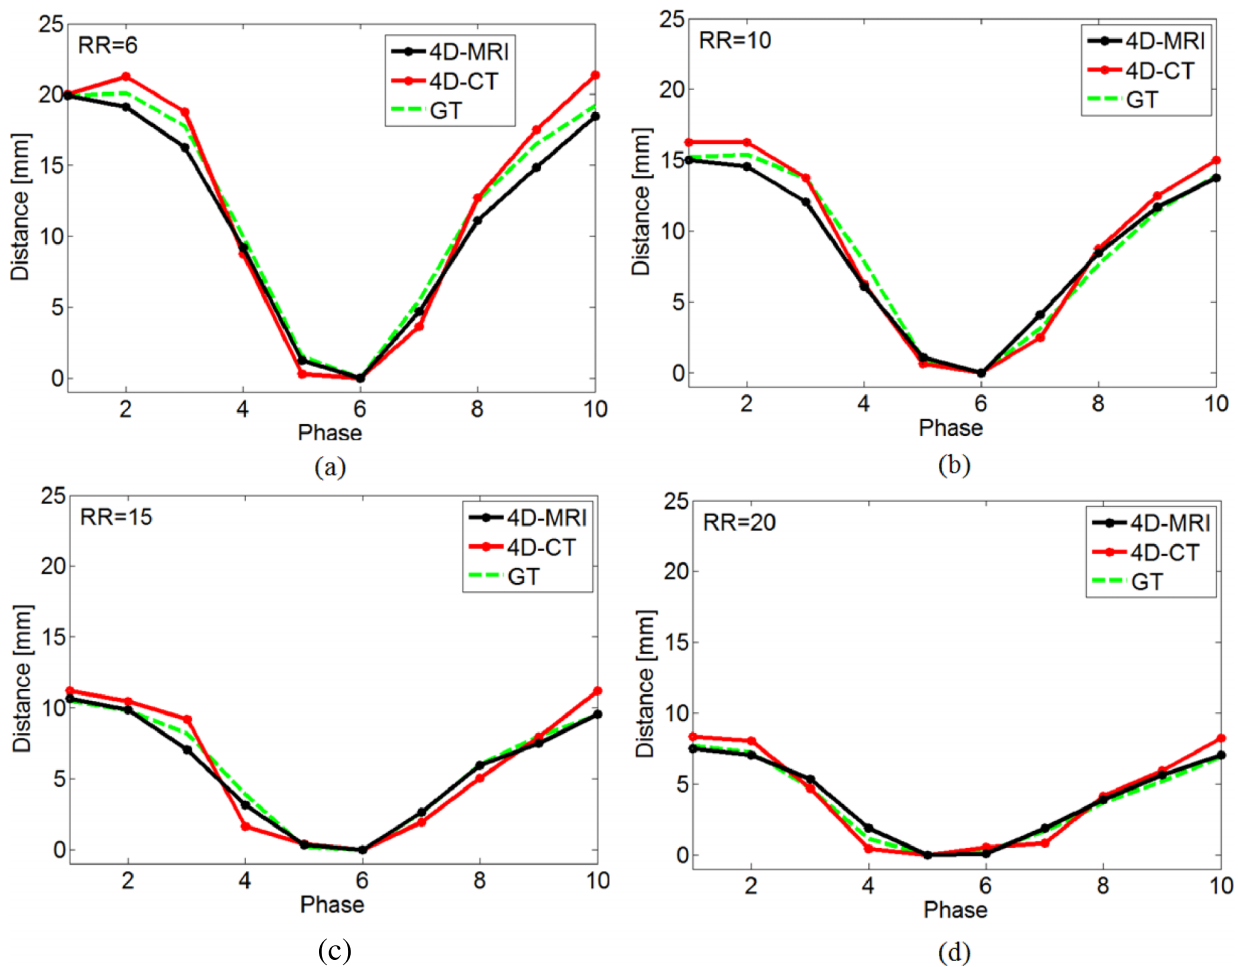 RR=6
4D-MRI
4D-CT
GT
25
20
15
10
5
0
Distance [mm]
2 4 6 8 10
Phase
(a)
RR=10
4D-MRI
4D-CT
GT
25
20
15
10
5
0
Distance [mm]
2 4 6 8 10
Phase
(b)
RR=15
4D-MRI
4D-CT
GT
25
20
15
10
5
0
Distance [mm]
2 4 6 8 10
Phase
(c)
RR=20
4D-MRI
4D-CT
GT
25
20
15
10
5
0
Distance [mm]
2 4 6 8 10
Phase
(d)